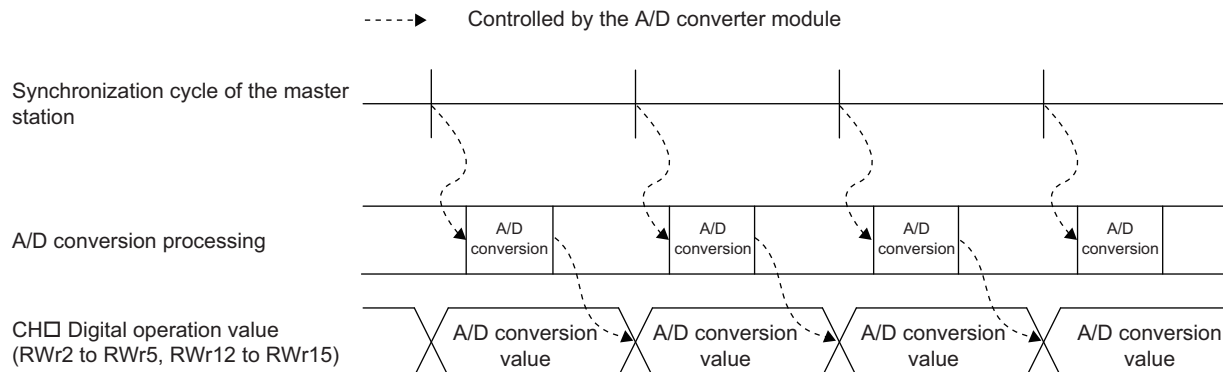 Controlled by the A/D converter module
Synchronization cycle of the master
station
A/D conversion processing
A/D
conversion
A/D
conversion
A/D
conversion
A/D
conversion
CH□ Digital operation value
(RWr2 to RWr5, RWr12 to RWr15)
A/D conversion
value
A/D conversion
value
A/D conversion
value
A/D conversion
value